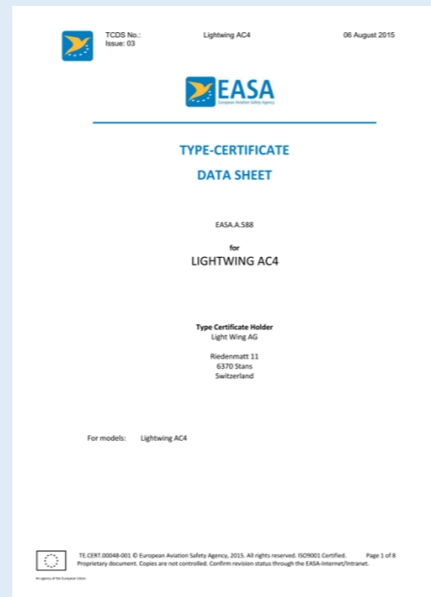 TCDS No.: Lightwing AC4 06 August 2015
Issue: 03
EASA
European Aviation Safety Agency
TYPE-CERTIFICATE
DATA SHEET
EASA.A.588
for
LIGHTWING AC4
Type Certificate Holder
Light Wing AG
Riedenmatt 11
6370 Stans
Switzerland
For models: Lightwing AC4
TE.CERT.00048-001 © European Aviation Safety Agency, 2015. All rights reserved. ISO9001 Certified. Page 1 of 8
Proprietary document. Copies are not controlled. Confirm revision status through the EASA-Internet/Intranet.
An agency of the European Union